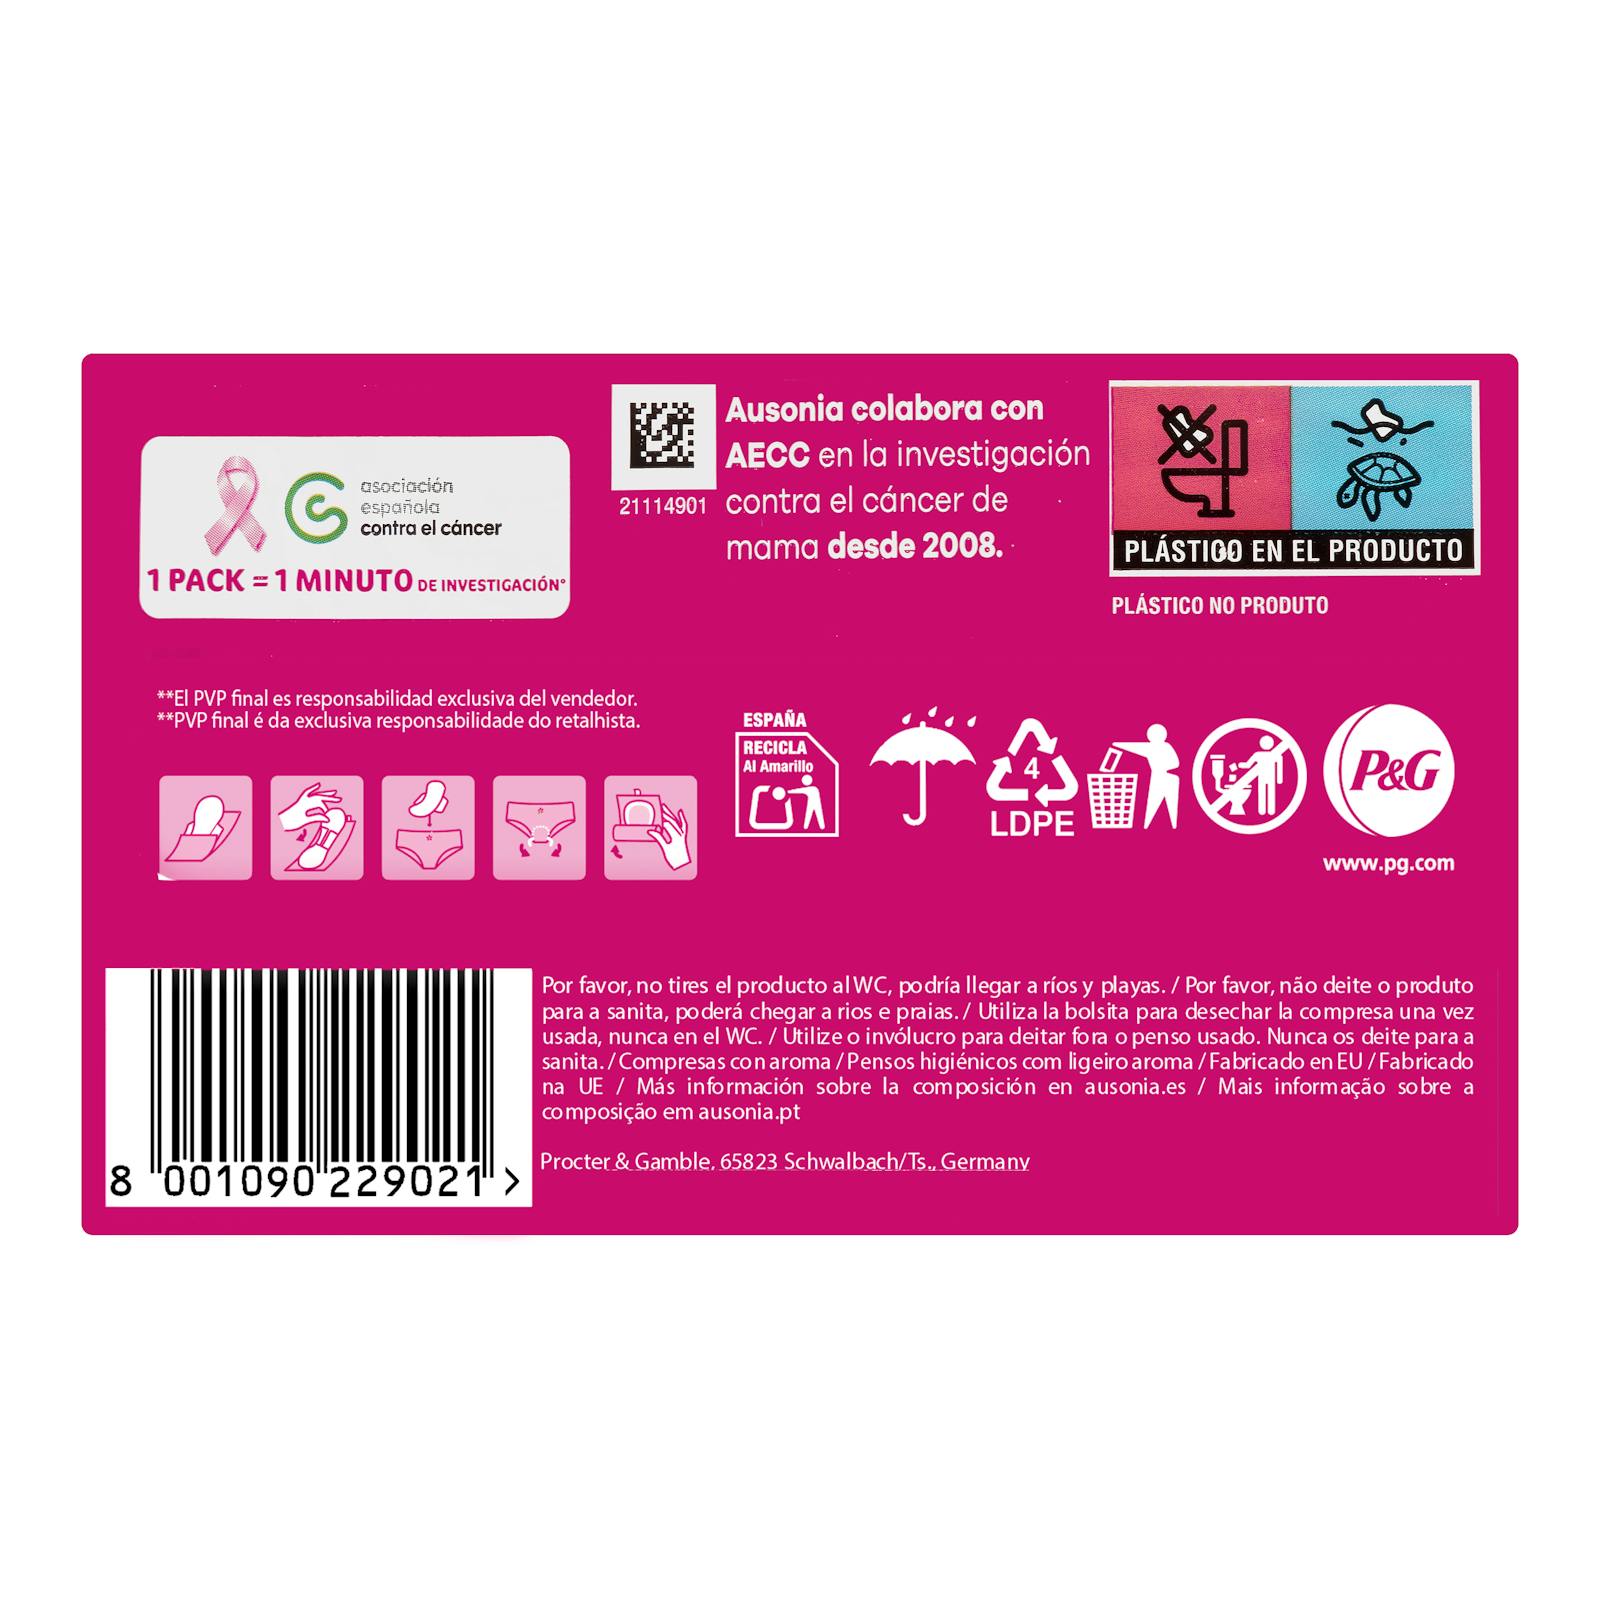 asociación
española
contra el cáncer
1 PACK = 1 MINUTO DE INVESTIGACIÓN*
21114901
Ausonia colabora con
AECC en la investigación
contra el cáncer de
mama desde 2008.
PLÁSTICO EN EL PRODUCTO
PLÁSTICO NO PRODUTO
**El PVP final es responsabilidad exclusiva del vendedor.
**PVP final é da exclusiva responsabilidade do retalhista.
ESPAÑA
RECICLA
Al Amarillo
4
LDPE
P&G
www.pg.com
Por favor, no tires el producto al WC, podría llegar a ríos y playas. / Por favor, não deite o produto
para a sanita, poderá chegar a rios e praias. / Utiliza la bolsita para desechar la compresa una vez
usada, nunca en el WC. / Utilize o invólucro para deitar fora o penso usado. Nunca os deite para a
sanita. / Compresas con aroma / Pensos higiénicos com ligeiro aroma / Fabricado en EU / Fabricado
na UE / Más información sobre la composición en ausonia.es / Mais informação sobre a
composição em ausonia.pt
Procter & Gamble, 65823 Schwalbach/Ts., Germany
8 001090 229021 >